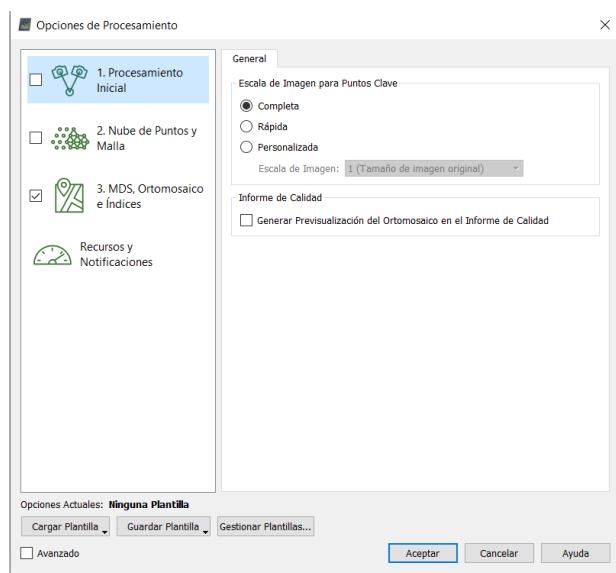 Opciones de Procesamiento
1. Procesamiento
Inicial
2. Nube de Puntos y
Malla
3. MDS, Ortomosaico
e Índices
Recursos y
Notificaciones
General
Escala de Imagen para Puntos Clave
Completa
Rápida
Personalizada
Escala de Imagen: 1 (Tamaño de imagen original)
Informe de Calidad
Generar Previsualización del Ortomosaico en el Informe de Calidad
Opciones Actuales: Ninguna Plantilla
Cargar Plantilla Guardar Plantilla Gestionar Plantillas...
Avanzado Aceptar Cancelar Ayuda